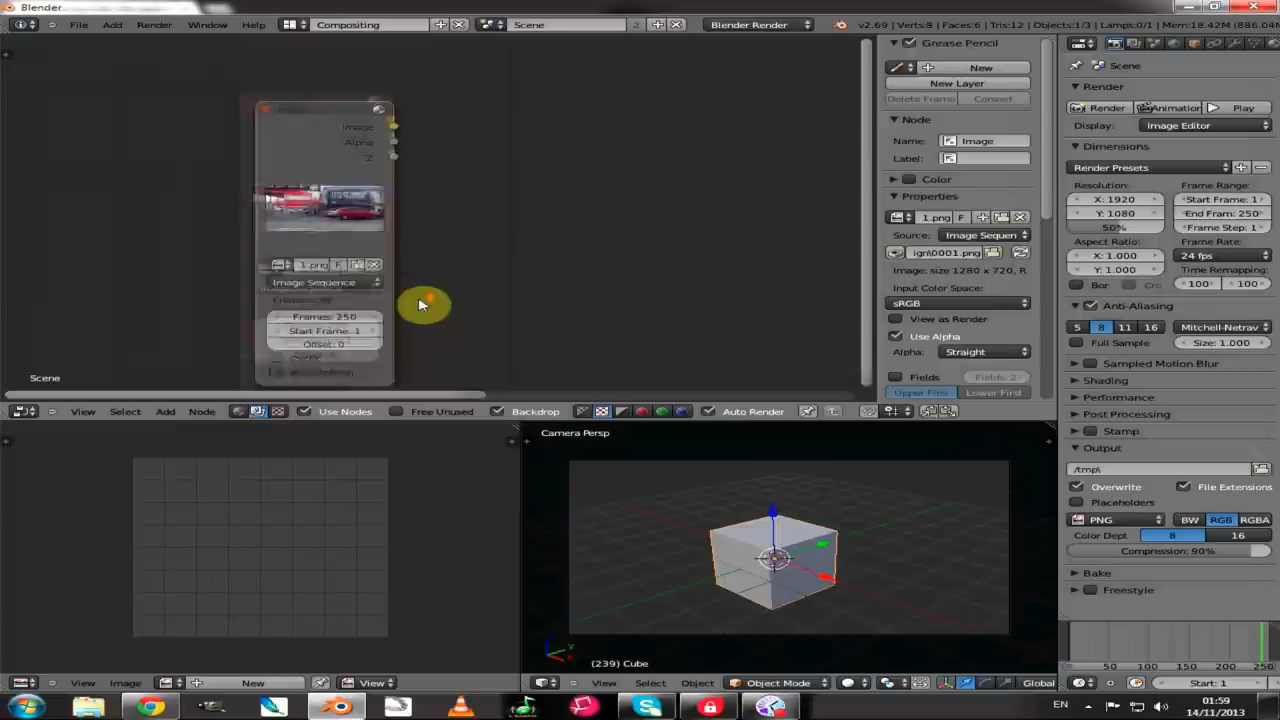 Blender
File Add Render Window Help Compositing Scene 2 Blender Render v2.69 | Verts:8 | Faces:6 | Tris:12 | Objects:1/3 | Lamps:0/1 | Mem:18.42M (886.04M
Grease Pencil
New
New Layer
Delete Frame Convert
Node
Name: Image
Label:
Color
Properties
1.png F
Source: Image Sequen
ign\0001.png
Image: size 1280 x 720, R
Input Color Space:
sRGB
View as Render
Use Alpha
Alpha: Straight
Fields Fields: 2
Upper First Lower First
Scene
Render
Render Animation Play
Display: Image Editor
Dimensions
Render Presets
Resolution: Frame Range:
X: 1920 Start Frame: 1
Y: 1080 End Fram: 250
50% Frame Step: 1
Aspect Ratio: Frame Rate:
X: 1.000 24 fps
Y: 1.000 Time Remapping:
Bor Cro 100 100
Anti-Aliasing
5 8 11 16 Mitchell-Netrav
Full Sample Size: 1.000
Sampled Motion Blur
Shading
Performance
Post Processing
Stamp
Output
/tmp\
Overwrite File Extensions
Placeholders
PNG BW RGB RGBA
Color Dept 8 16
Compression: 90%
Bake
Freestyle
Image
Alpha
Z
1.png F
Image Sequence
Frames: 250
Start Frame: 1
Offset: 0
Scene
View Select Add Node Use Nodes Free Unused Backdrop Auto Render
Camera Persp
(239) Cube
View Image New View
View Select Object Object Mode Global
50 100 150 200 250
Start: 1
EN 01:59
14/11/2013